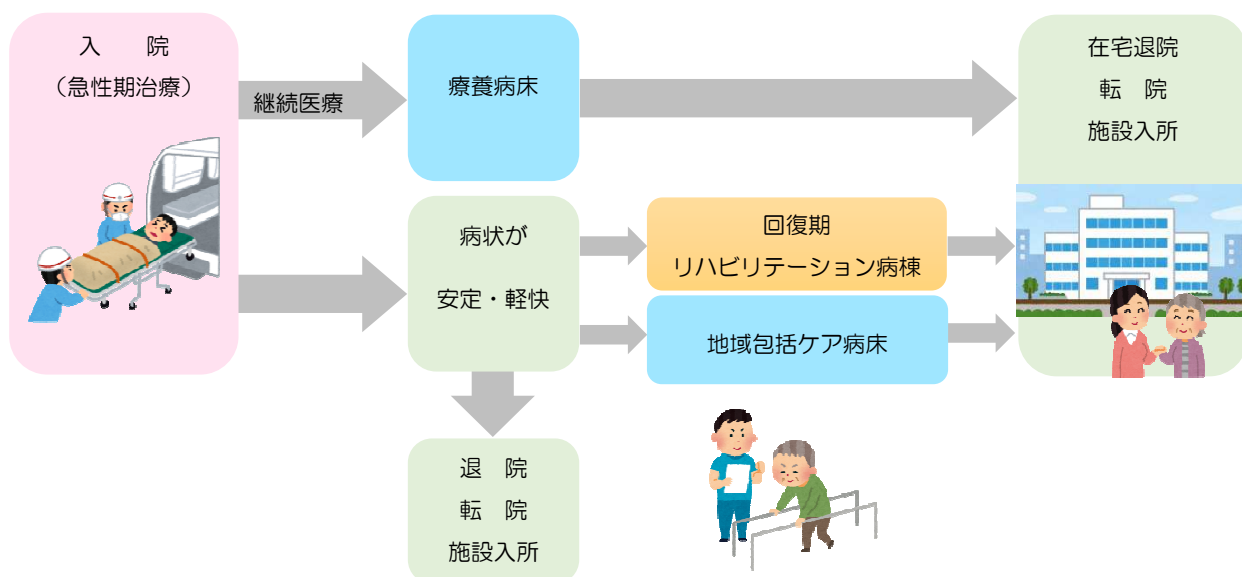 入　　院
（急性期治療）
継続医療
療養病床
在宅退院
転　院
施設入所
病状が
安定・軽快
回復期
リハビリテーション病棟
地域包括ケア病床
退　院
転　院
施設入所